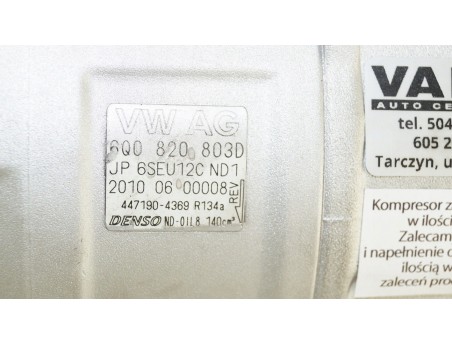 VW AG
6Q0 820 803D
JP 6SEU12C ND1
2010 06 00008
REV
447190-4369 R134a
DENSO ND-OIL8 140cm³
AUTO CE
tel. 504
605 2
Tarczyn, ul.
Kompresor z
w ilości
Zalecam
i napełnienie
ilością w
zaleceń pro